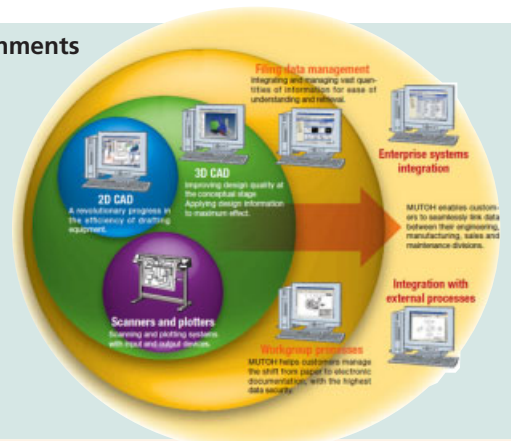 nments
Filing data management
Integrating and managing vast quan-
tities of information for ease of
understanding and retrieval.
Enterprise systems
integration
3D CAD
Improving design quality at
the conceptual stage
Applying design information
to maximum effect.
2D CAD
A revolutionary progress in
the efficiency of drafting
equipment.
MUTOH enables custom-
ers to seamlessly link data
between their engineering,
manufacturing, sales and
maintenance divisions.
Scanners and plotters
Scanning and plotting systems
with input and output devices.
Integration with
external processes
Workgroup processes
MUTOH helps customers manage
the shift from paper to electronic
documentation, with the highest
data security.